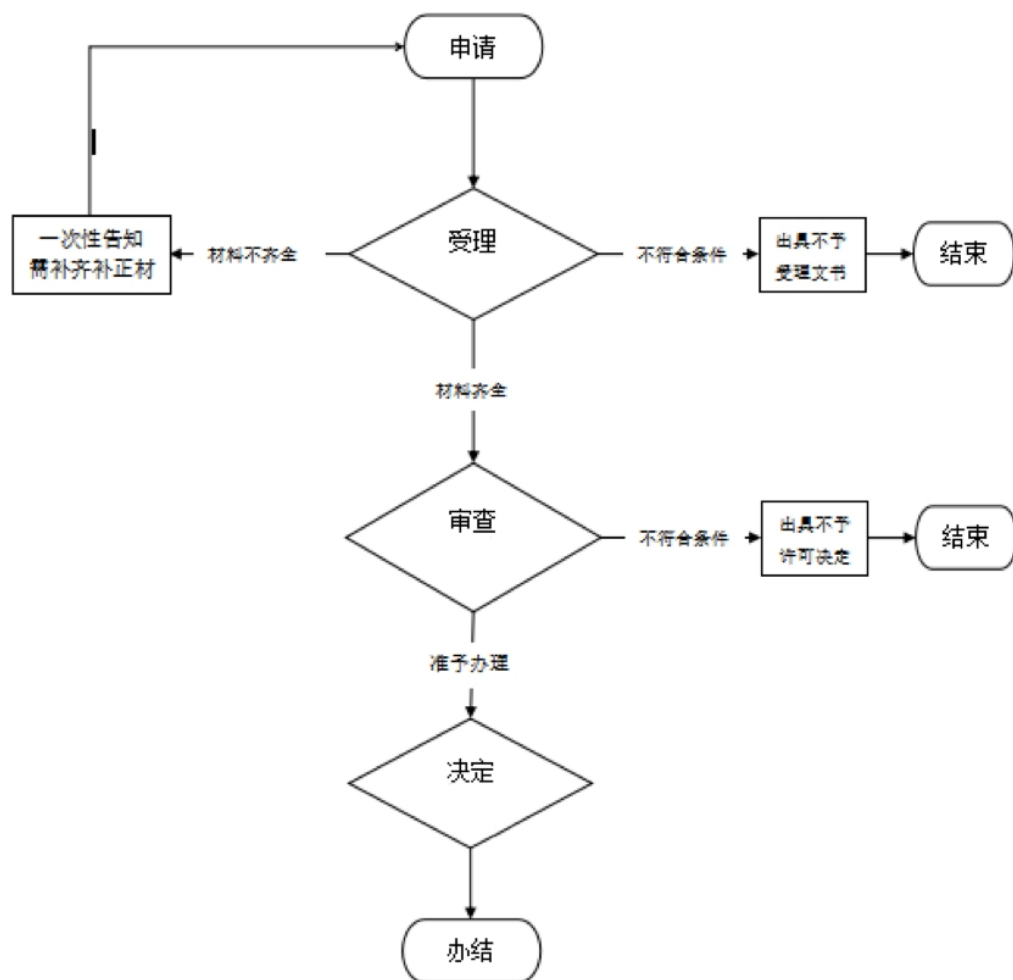 申请
一次性告知
需补齐补正材
材料不齐全
受理
不符合条件
出具不予
受理文书
结束
材料齐全
审查
不符合条件
出具不予
许可决定
结束
准予办理
决定
办结